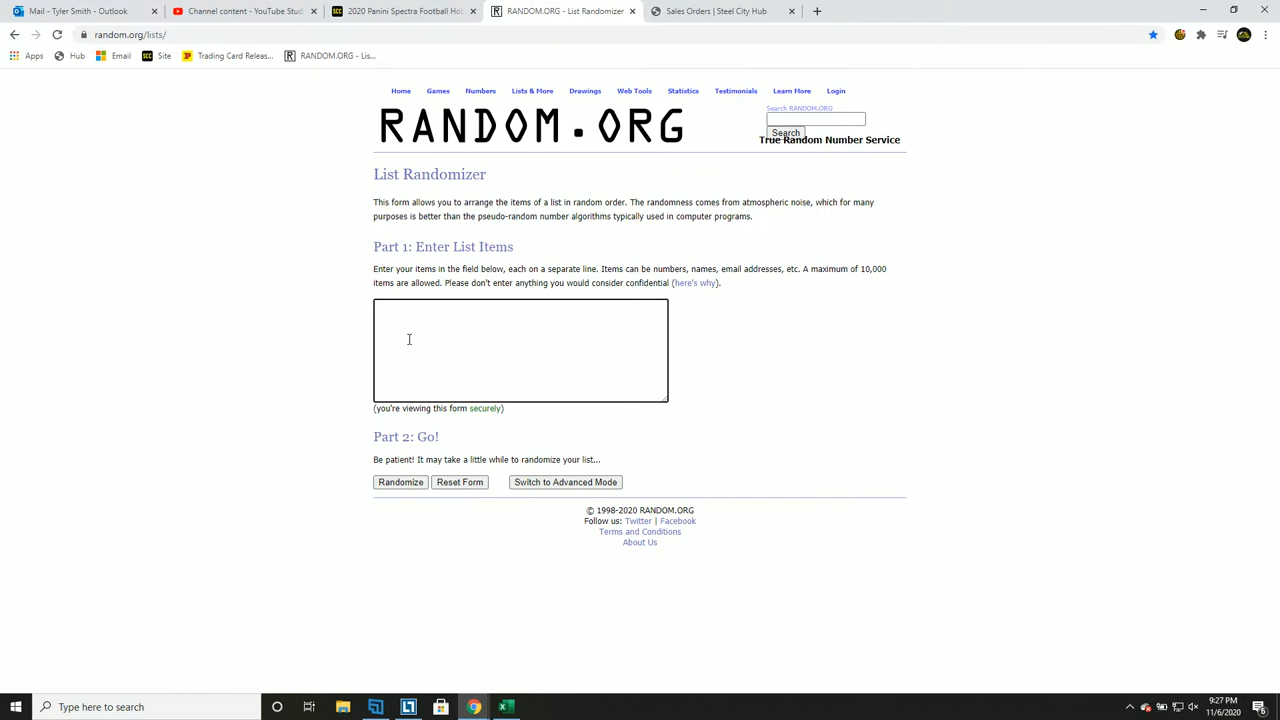 Mail - Tyler Smith - Outlook
Channel content - YouTube Stud
2020 Panini Spectra Football Hob
RANDOM.ORG - List Randomizer
Sales Orders | Steel City Hub
random.org/lists/
Apps
Hub
Email
Site
Trading Card Releas...
RANDOM.ORG - Lis...
Home
Games
Numbers
Lists & More
Drawings
Web Tools
Statistics
Testimonials
Learn More
Login
RANDOM.ORG
Search RANDOM.ORG
Search
True Random Number Service
List Randomizer
This form allows you to arrange the items of a list in random order. The randomness comes from atmospheric noise, which for many
purposes is better than the pseudo-random number algorithms typically used in computer programs.
Part 1: Enter List Items
Enter your items in the field below, each on a separate line. Items can be numbers, names, email addresses, etc. A maximum of 10,000
items are allowed. Please don't enter anything you would consider confidential (here's why).
(you're viewing this form securely)
Part 2: Go!
Be patient! It may take a little while to randomize your list...
Randomize
Reset Form
Switch to Advanced Mode
© 1998-2020 RANDOM.ORG
Follow us: Twitter | Facebook
Terms and Conditions
About Us
Type here to search
9:27 PM
11/6/2020